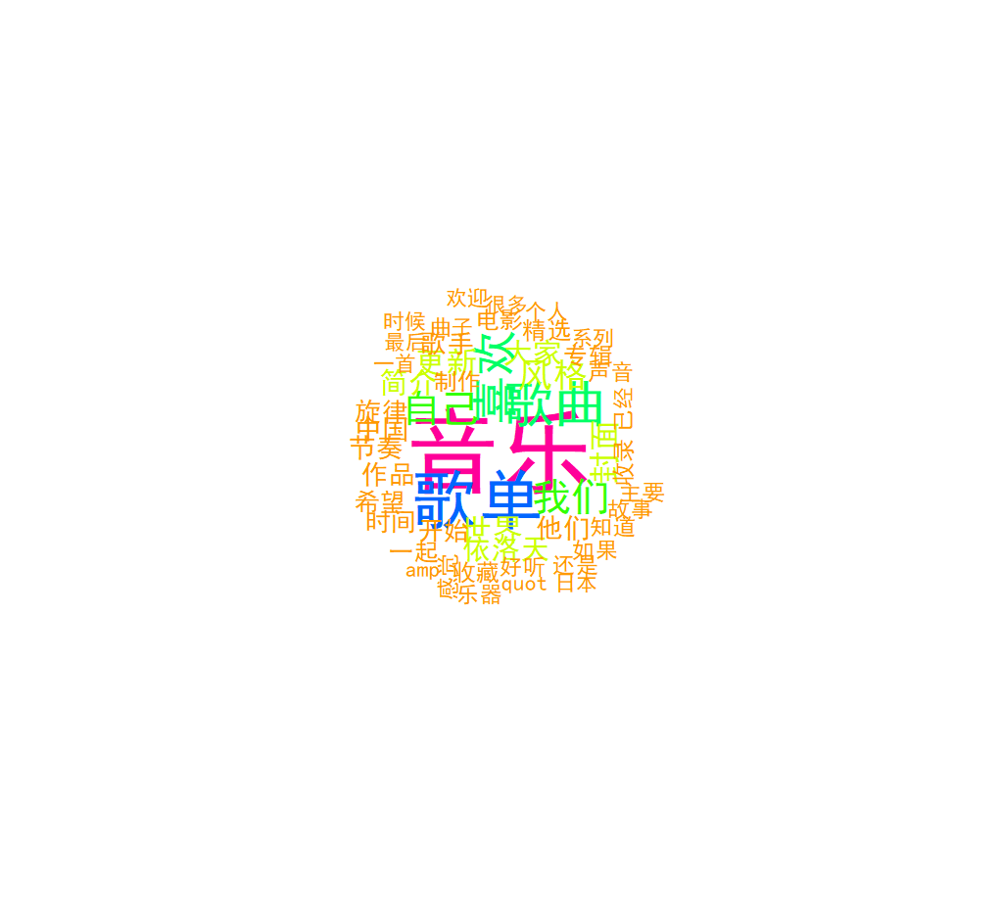 欢迎
很多
个人
时候
曲子
电影
精选
系列
最后
歌手
欢
大家
专辑
一首
更新
风格
声音
简介
制作
喜
歌曲
已经
旋律
自己
中国
音乐
封面
节奏
收录
作品
歌单
我们
主要
希望
故事
时间
开始
世界
他们
知道
一起
依落天
如果
amp
收藏
好听
还是
感
quot
日本
乐器